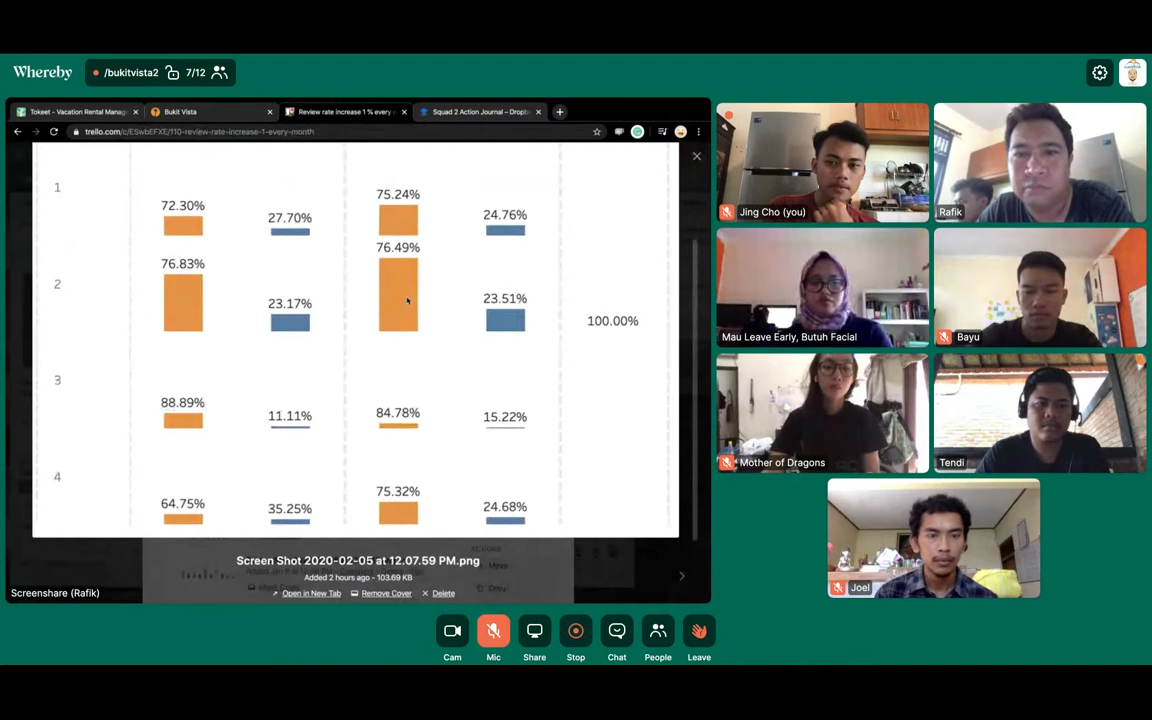 Whereby
/bukitvista2
7/12
Tokeet – Vacation Rental Manag
Bukit Vista
Review rate increase 1 % every
Squad 2 Action Journal – Dropb
trello.com/c/ESwbEFXE/110-review-rate-increase-1-every-month
1
72.30%
27.70%
75.24%
24.76%
2
76.83%
23.17%
76.49%
23.51%
100.00%
3
88.89%
11.11%
84.78%
15.22%
4
64.75%
35.25%
75.32%
24.68%
Screen Shot 2020-02-05 at 12.07.59 PM.png
Added 2 hours ago - 103.69 KB
Open in New Tab
Remove Cover
Delete
Move
Screenshare (Rafik)
Jing Cho (you)
Rafik
Mau Leave Early, Butuh Facial
Bayu
Mother of Dragons
Tendi
Joel
Cam
Mic
Share
Stop
Chat
People
Leave